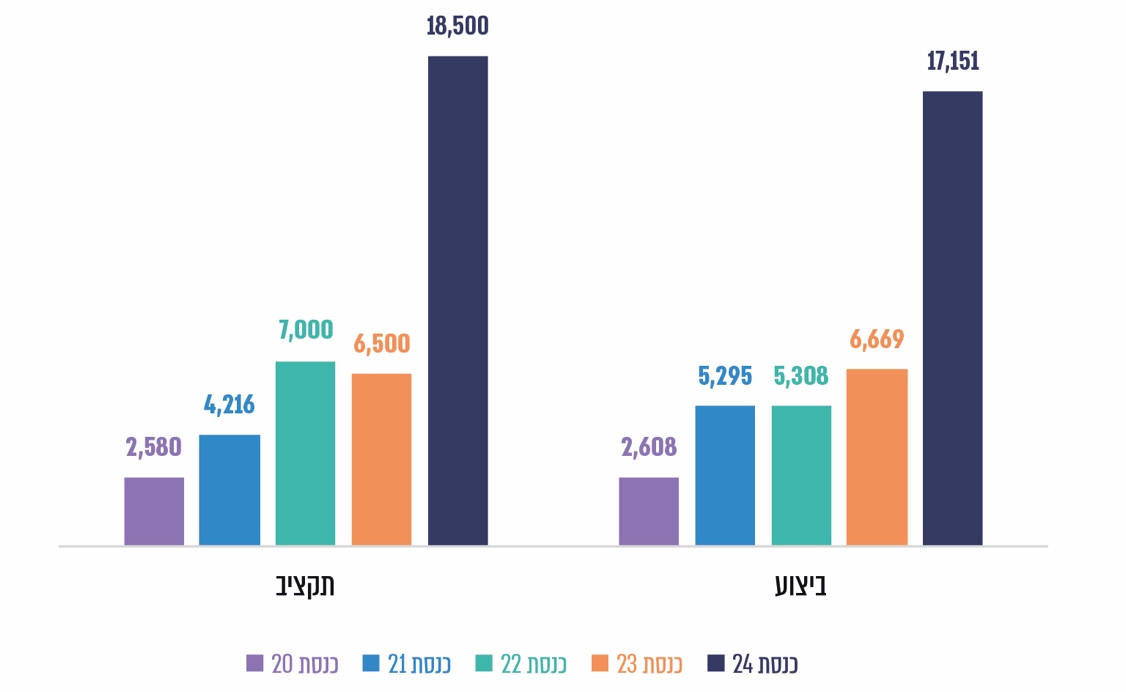 18,500
17,151
7,000
6,500
6,669
4,216
5,295
5,308
2,580
2,608
תקציב
ביצוע
כנסת 20
כנסת 21
כנסת 22
כנסת 23
כנסת 24